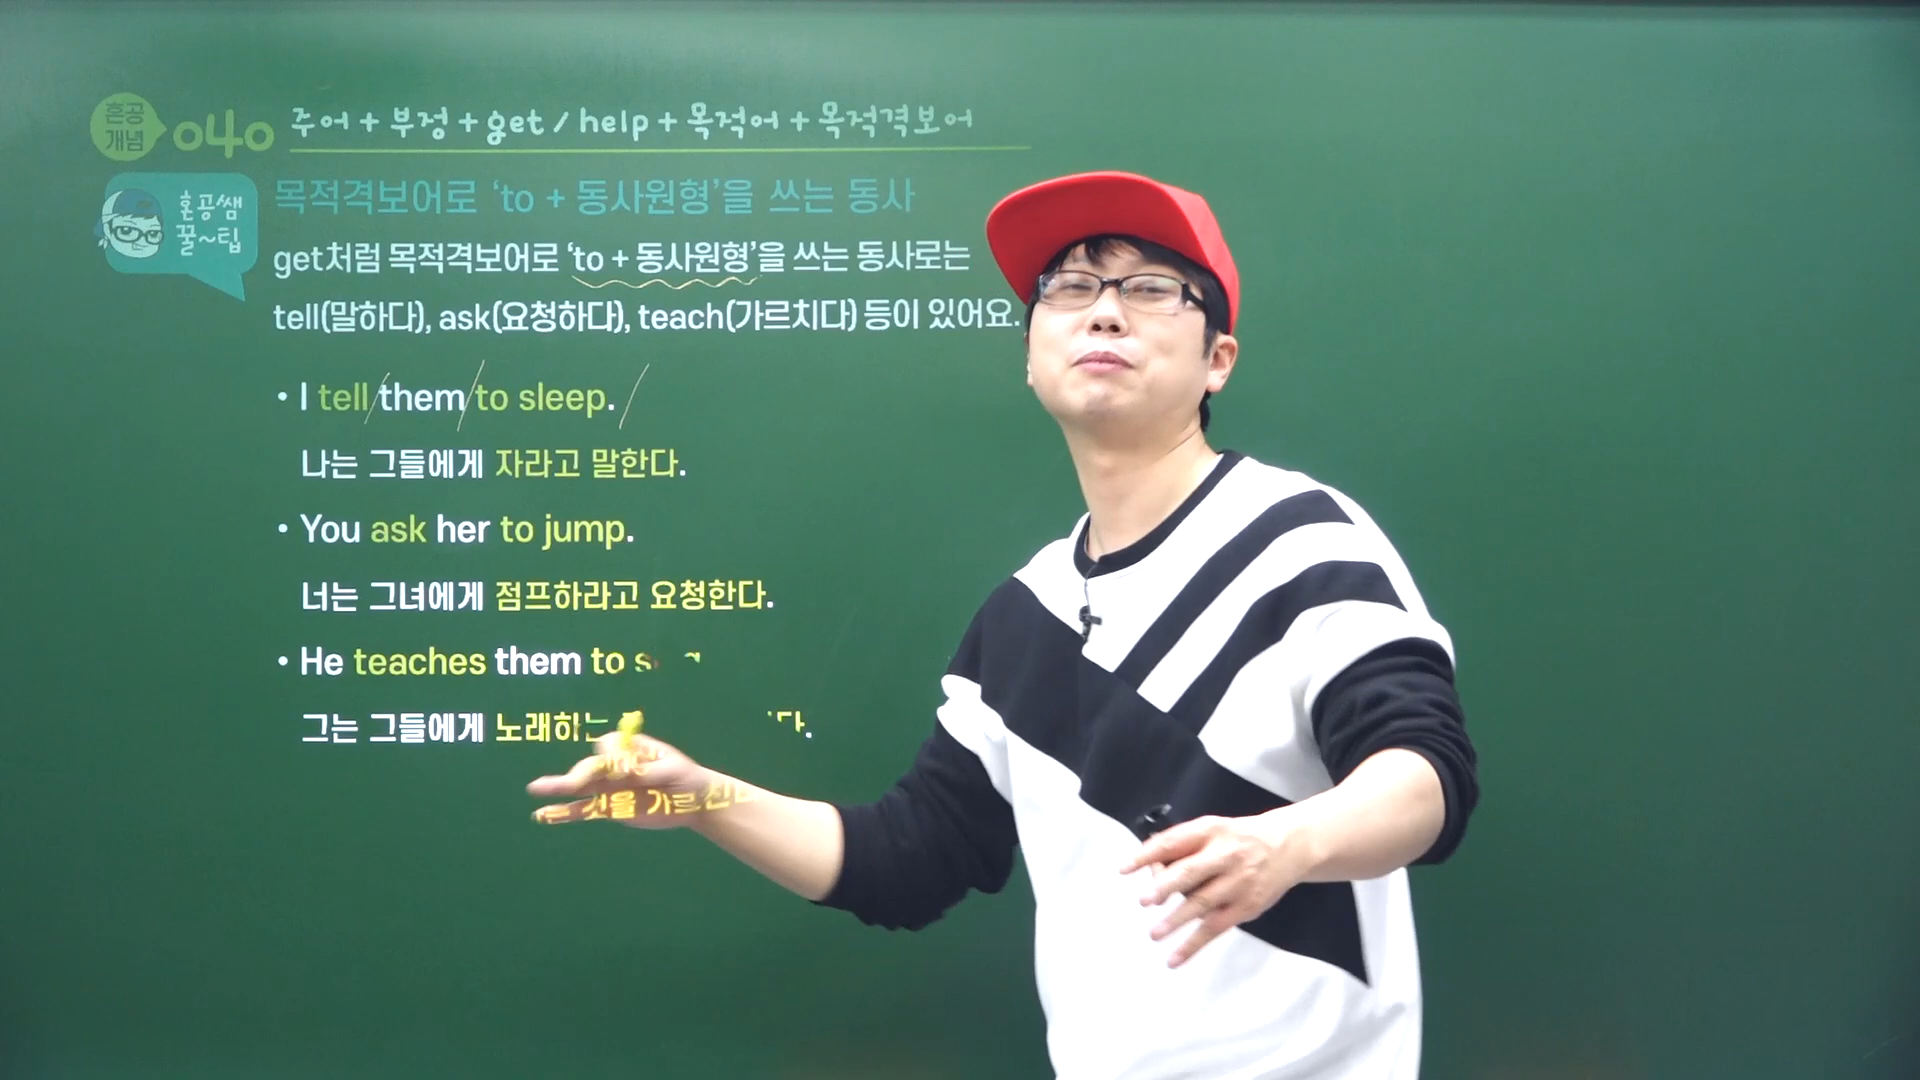 혼공
개념
040 주어 + 부정 + get / help + 목적어 + 목적격보어
혼공쌤
꿀~팁
목적격보어로 ‘to + 동사원형’을 쓰는 동사
get처럼 목적격보어로 ‘to + 동사원형’을 쓰는 동사로는
tell(말하다), ask(요청하다), teach(가르치다) 등이 있어요.
• I tell them to sleep.
나는 그들에게 자라고 말한다.
• You ask her to jump.
너는 그녀에게 점프하라고 요청한다.
• He teaches them to
그는 그들에게 노래하는
것을